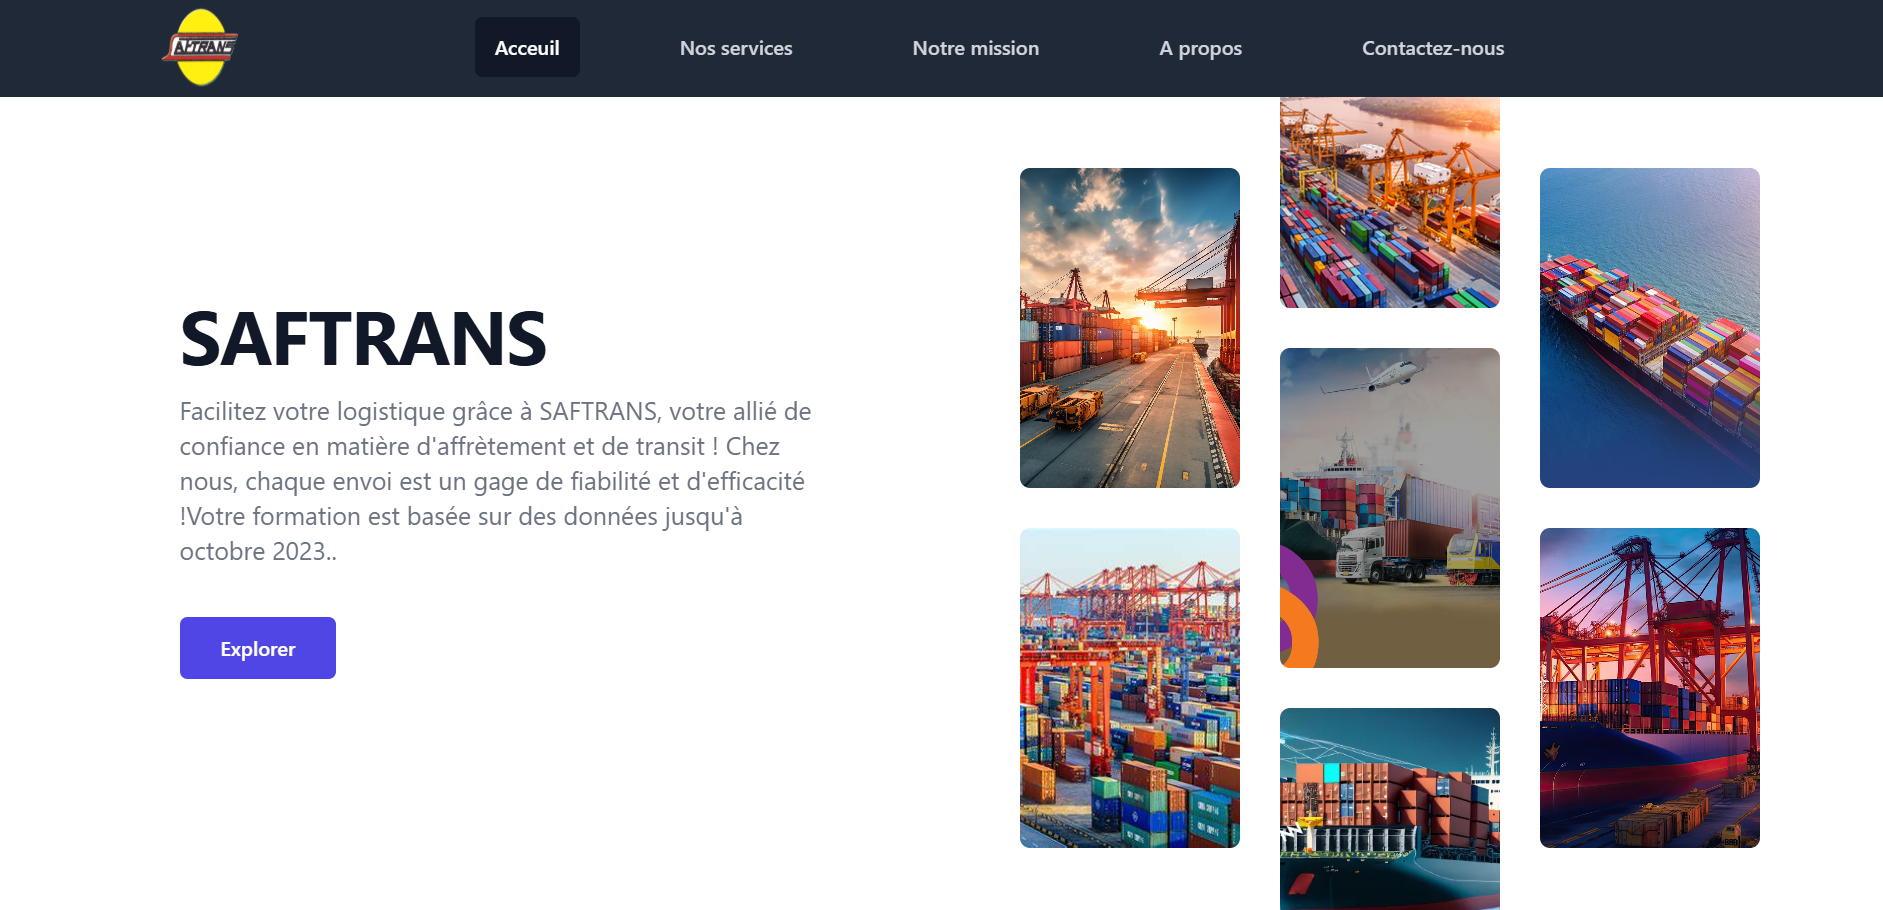 SAFTRANS
Acceuil
Nos services
Notre mission
A propos
Contactez-nous
SAFTRANS
Facilitez votre logistique grâce à SAFTRANS, votre allié de
confiance en matière d'affrètement et de transit ! Chez
nous, chaque envoi est un gage de fiabilité et d'efficacité
!Votre formation est basée sur des données jusqu'à
octobre 2023..
Explorer